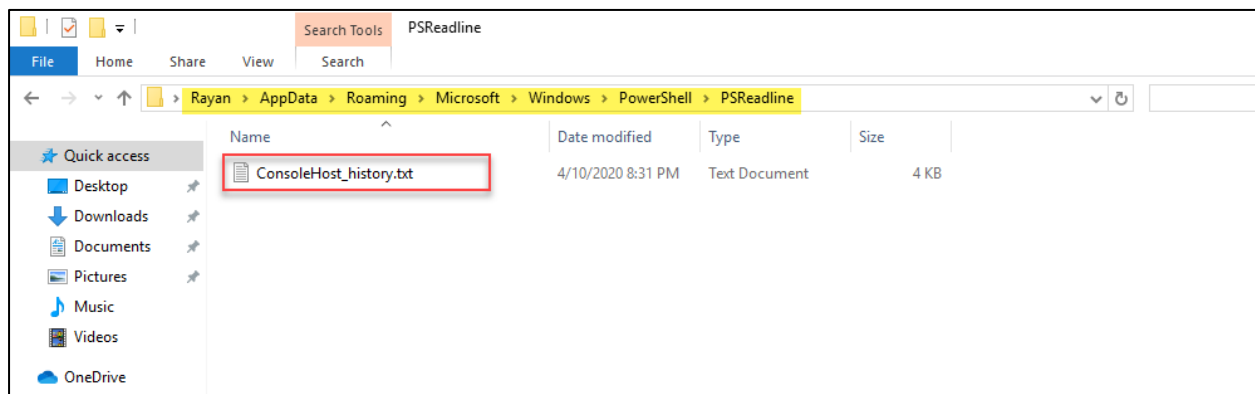 Search Tools PSReadline
File Home Share View Search
Rayan > AppData > Roaming > Microsoft > Windows > PowerShell > PSReadline
Name Date modified Type Size
ConsoleHost_history.txt 4/10/2020 8:31 PM Text Document 4 KB
Quick access
Desktop
Downloads
Documents
Pictures
Music
Videos
OneDrive